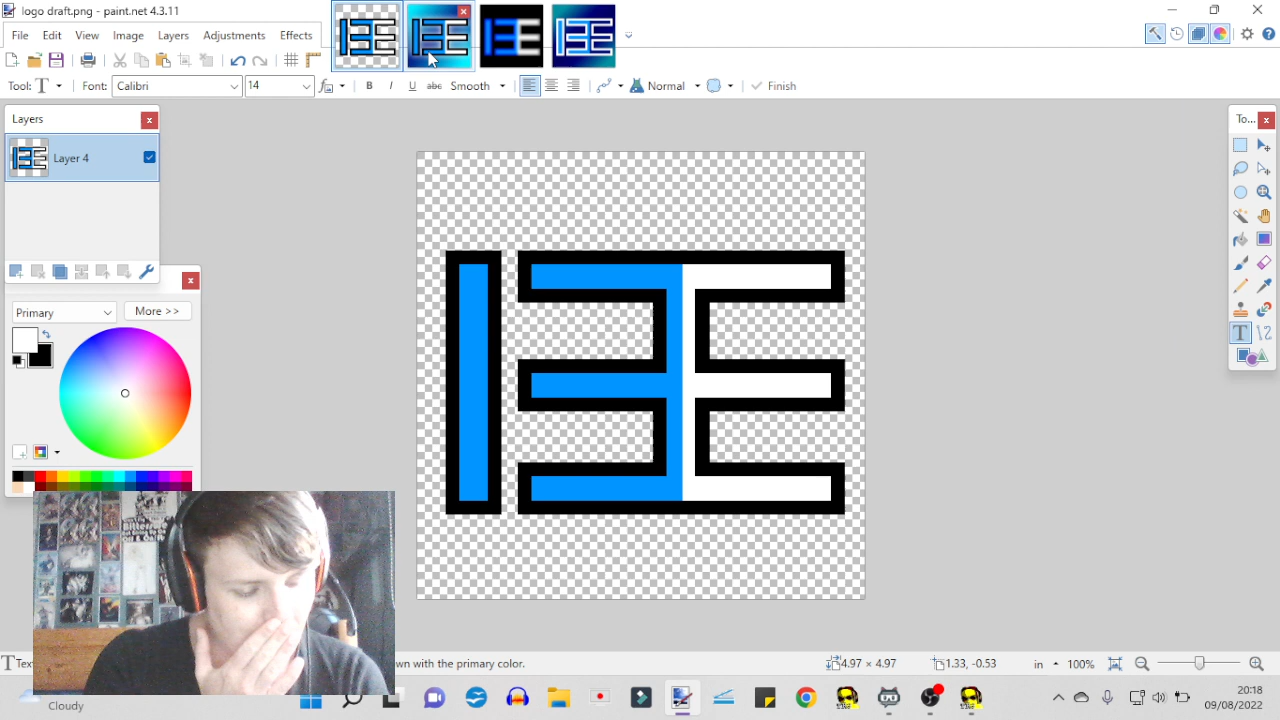 logo draft.png - paint.net 4.3.11
File Edit View Image Layers Adjustments Effects
Tool: T Font: Calibri 14 B I U abc Smooth Normal Finish
Layers
Layer 4
To...
Primary More >>
wn with the primary color.
4.97 × 4.97 1.33, -0.53 in 100%
Cloudy
20:18
09/08/2022